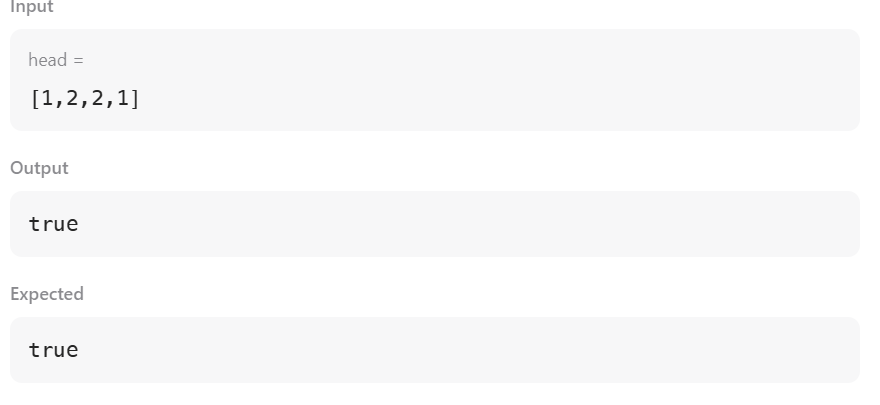 Input
head =
[1,2,2,1]
Output
true
Expected
true